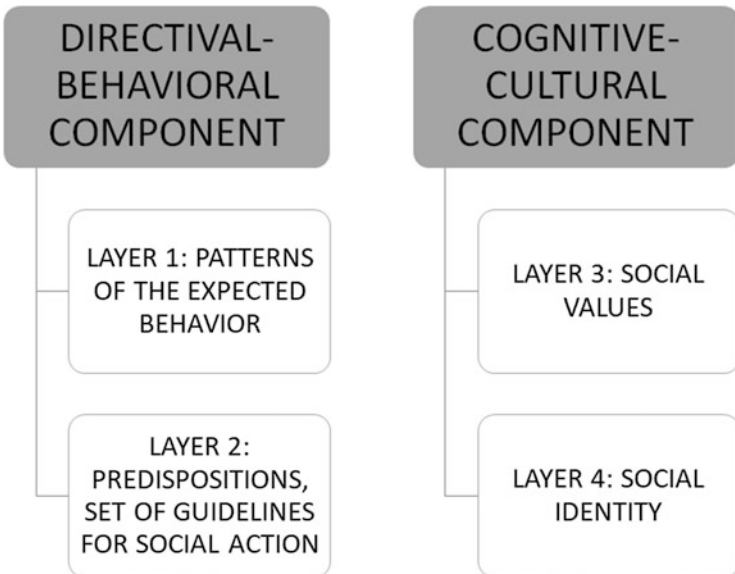 DIRECTIVAL-
BEHAVIORAL
COMPONENT
LAYER 1: PATTERNS
OF THE EXPECTED
BEHAVIOR
LAYER 2:
PREDISPOSITIONS,
SET OF GUIDELINES
FOR SOCIAL ACTION
COGNITIVE-
CULTURAL
COMPONENT
LAYER 3: SOCIAL
VALUES
LAYER 4: SOCIAL
IDENTITY